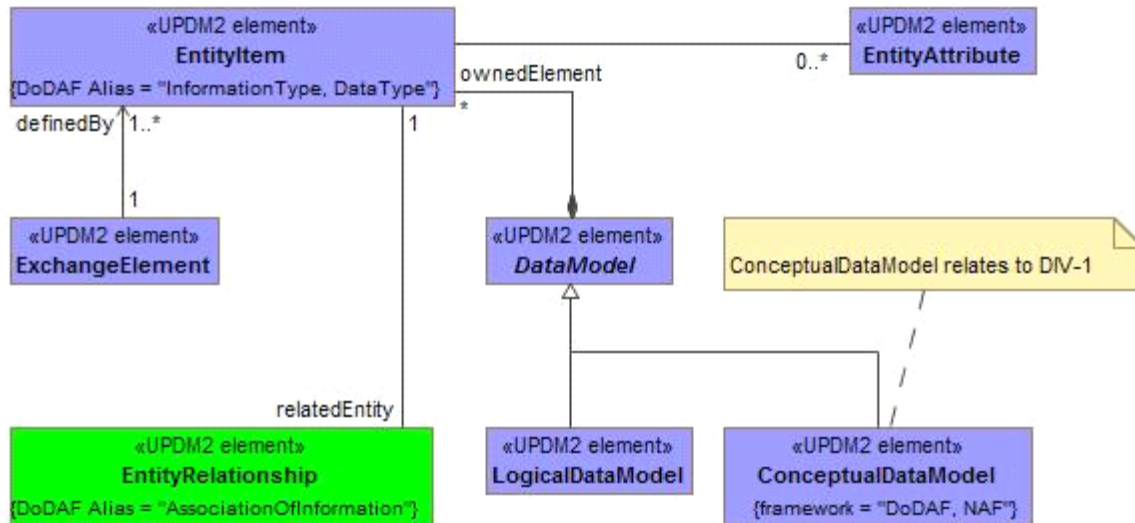 «UPDM2 element»
EntityItem
{DoDAF Alias = "InformationType, DataType"}
«UPDM2 element»
EntityAttribute
0..*
ownedElement
*
definedBy
1..*
1
1
«UPDM2 element»
ExchangeElement
«UPDM2 element»
DataModel
ConceptualDataModel relates to DIV-1
relatedEntity
«UPDM2 element»
EntityRelationship
{DoDAF Alias = "AssociationOfInformation"}
«UPDM2 element»
LogicalDataModel
«UPDM2 element»
ConceptualDataModel
{framework = "DoDAF, NAF"}